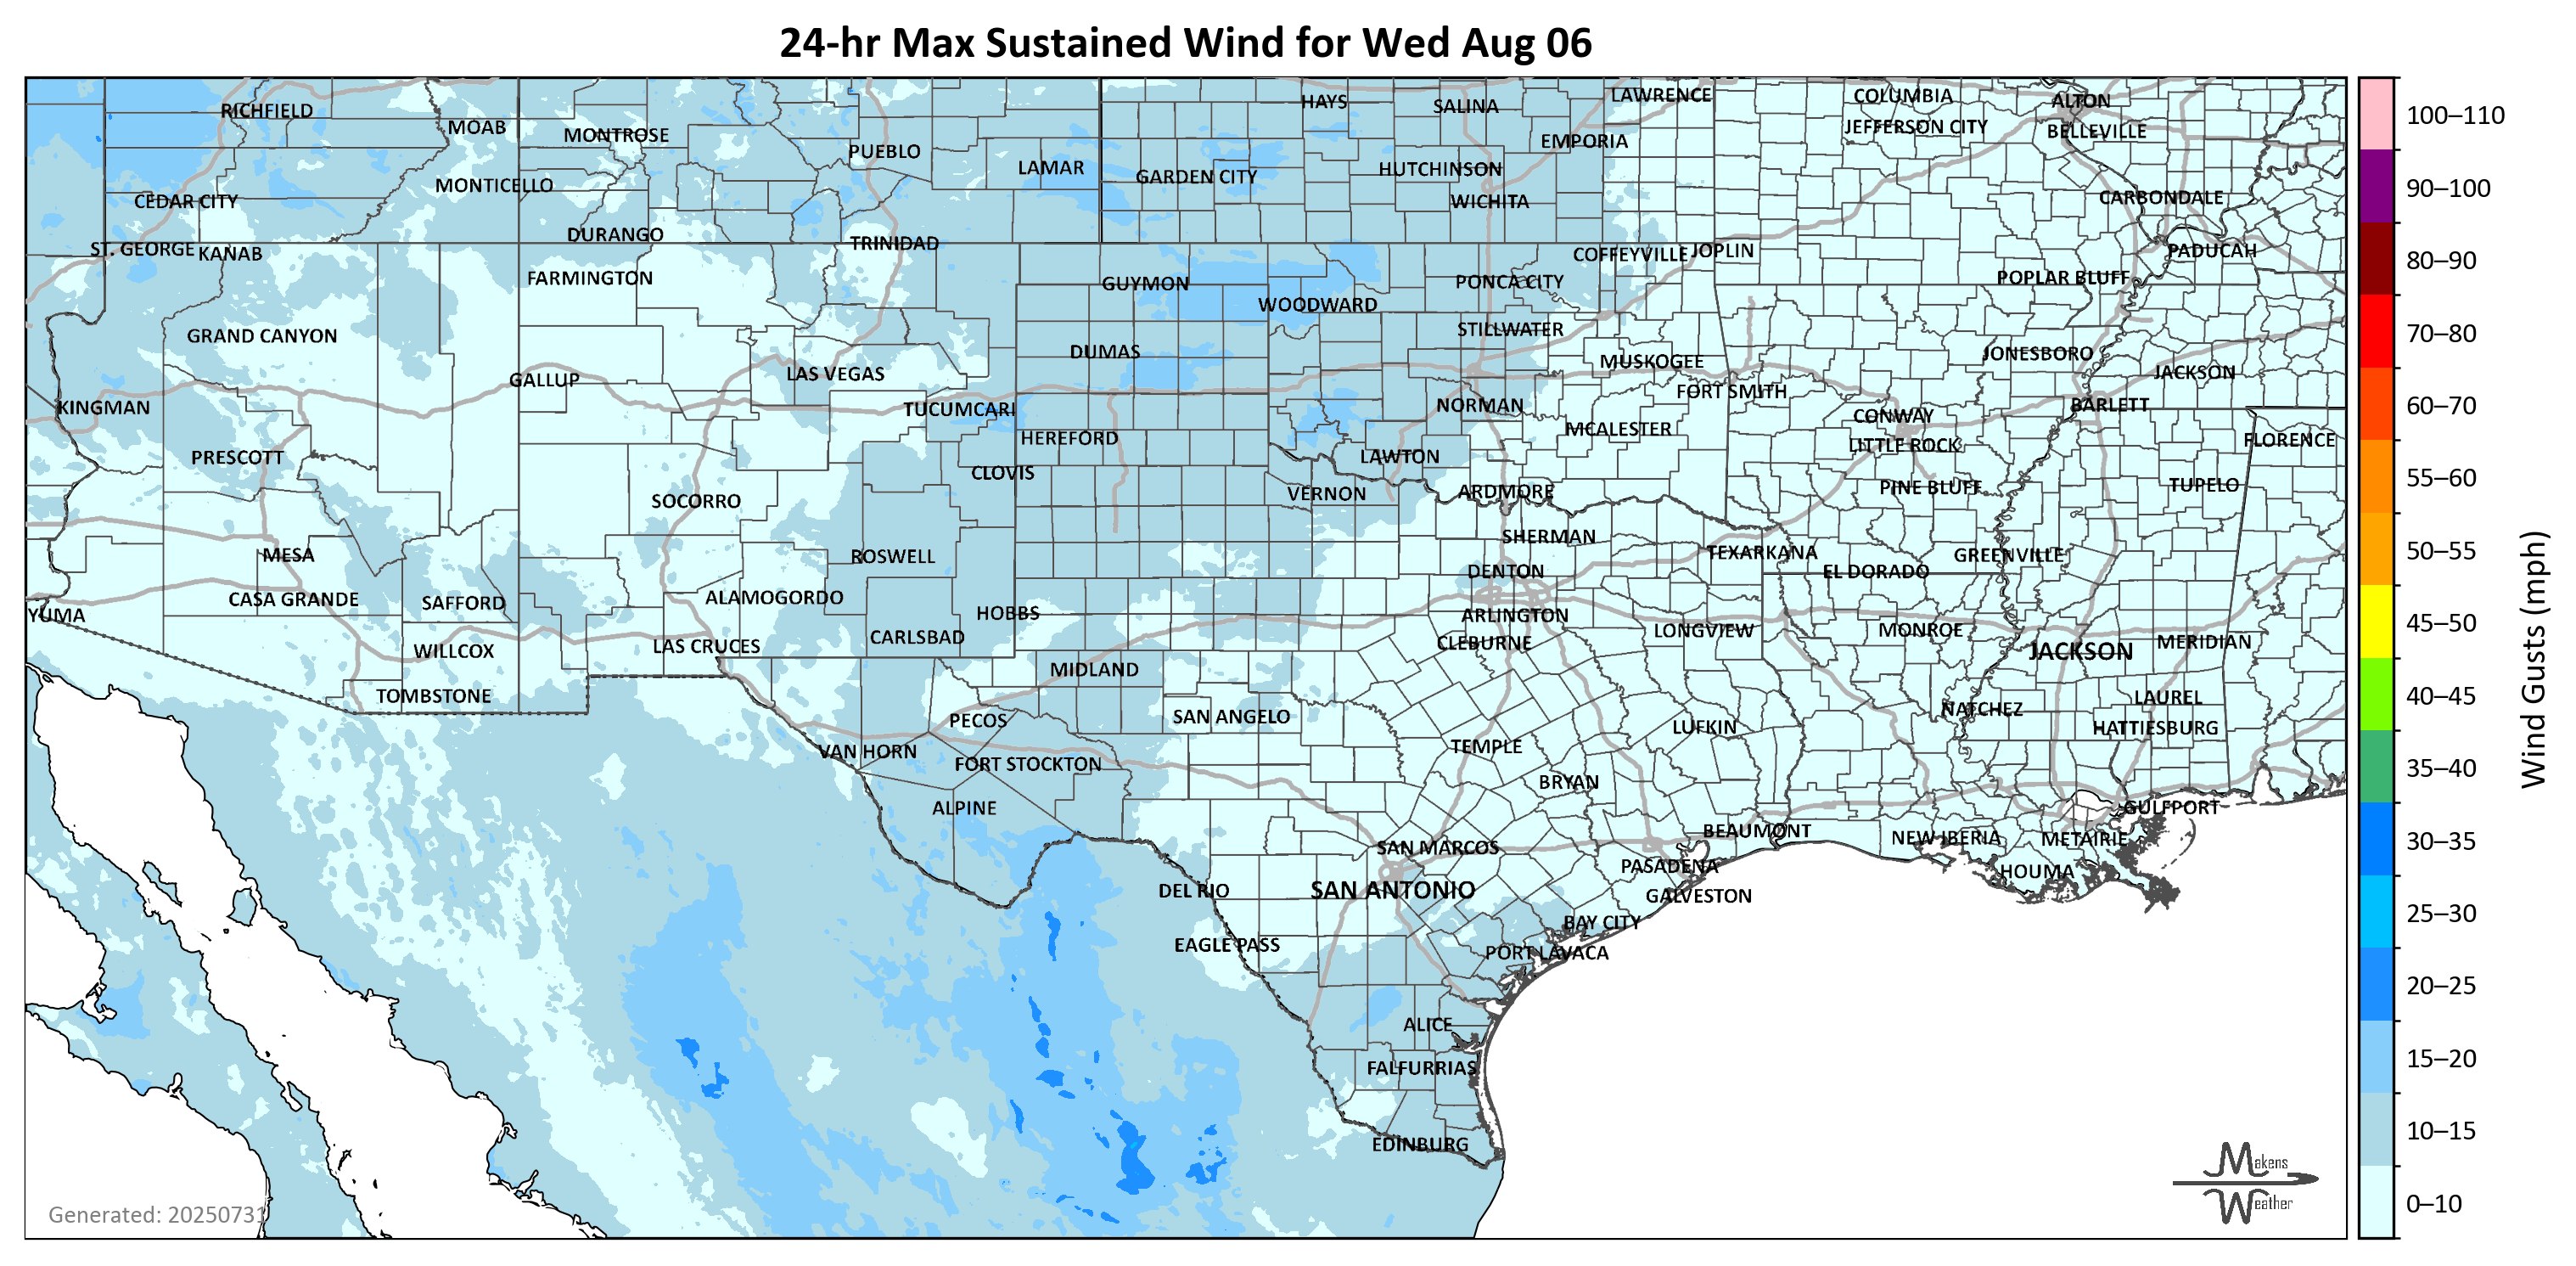 24-hr Max Sustained Wind for Wed Aug 06
RICHFIELD
MOAB
MONTROSE
PUEBLO
LAMAR
HAYS
SALINA
LAWRENCE
COLUMBIA
ALTON
JEFFERSON CITY
BELLEVILLE
EMPORIA
GARDEN CITY
HUTCHINSON
MONTICELLO
CEDAR CITY
WICHITA
CARBONDALE
DURANGO
TRINIDAD
ST. GEORGE
KANAB
COFFEYVILLE
JOPLIN
PADUCAH
FARMINGTON
GUYMON
PONCA CITY
POPLAR BLUFF
WOODWARD
GRAND CANYON
STILLWATER
DUMAS
MUSKOGEE
JONESBORO
GALLUP
LAS VEGAS
JACKSON
FORT SMITH
KINGMAN
TUCUMCARI
NORMAN
CONWAY
BARLETT
HEREFORD
MCALESTER
LITTLE ROCK
FLORENCE
PRESCOTT
CLOVIS
LAWTON
SOCORRO
VERNON
ARDMORE
PINE BLUFF
TUPELO
SHERMAN
MESA
ROSWELL
TEXARKANA
GREENVILLE
DENTON
EL DORADO
YUMA
CASA GRANDE
SAFFORD
ALAMOGORDO
HOBBS
ARLINGTON
CLEBURNE
LONGVIEW
MONROE
WILLCOX
LAS CRUCES
CARLSBAD
JACKSON
MERIDIAN
MIDLAND
TOMBSTONE
PECOS
SAN ANGELO
LAUREL
NATCHEZ
LUFKIN
HATTIESBURG
VAN HORN
FORT STOCKTON
TEMPLE
BRYAN
ALPINE
GULFPORT
BEAUMONT
NEW IBERIA
METAIRIE
SAN MARCOS
PASADENA
HOUMA
DEL RIO
SAN ANTONIO
GALVESTON
BAY CITY
EAGLE PASS
PORT LAVACA
ALICE
FALFURRIAS
EDINBURG
Generated: 20250731
Makens
Weather
100–110
90–100
80–90
70–80
60–70
55–60
50–55
45–50
40–45
35–40
30–35
25–30
20–25
15–20
10–15
0–10
Wind Gusts (mph)